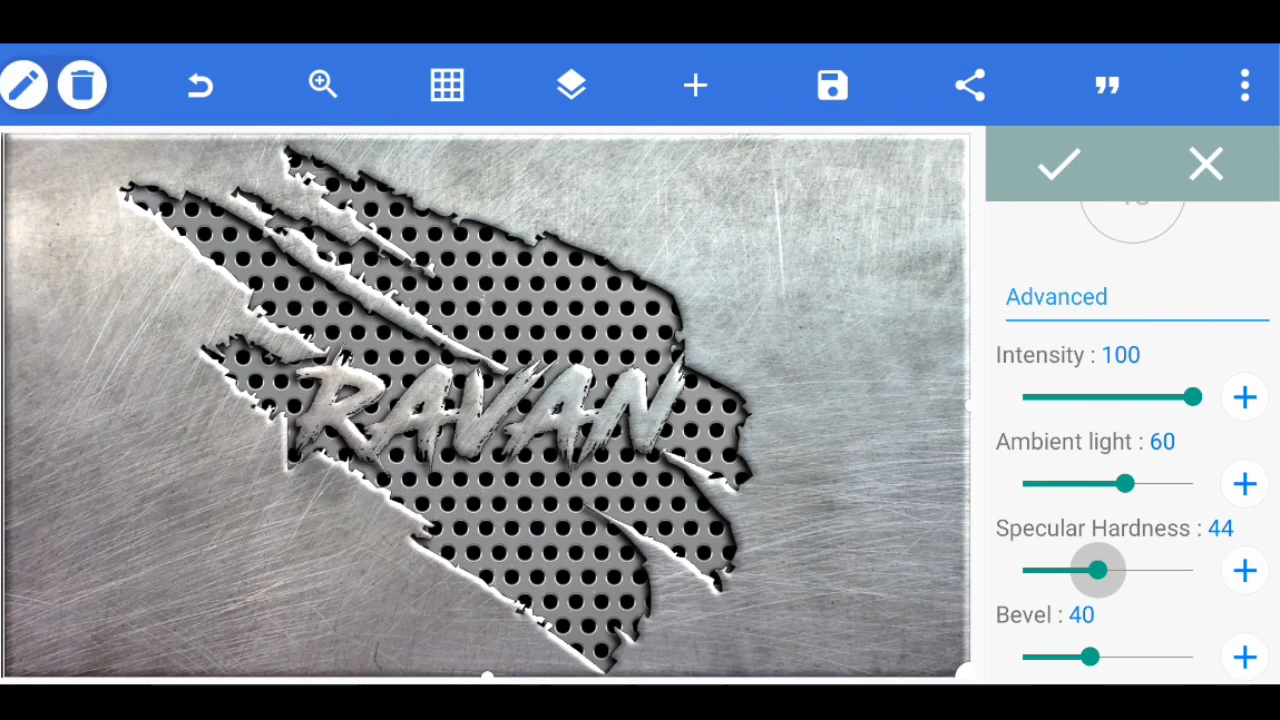 Advanced
Intensity : 100
Ambient light : 60
Specular Hardness : 44
Bevel : 40
RAVAN